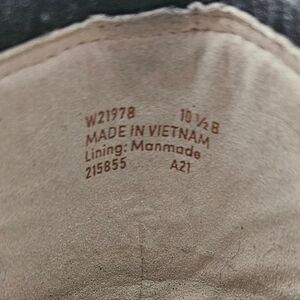 W21978 10 ½ B
MADE IN VIETNAM
Lining: Manmade
215855 A21